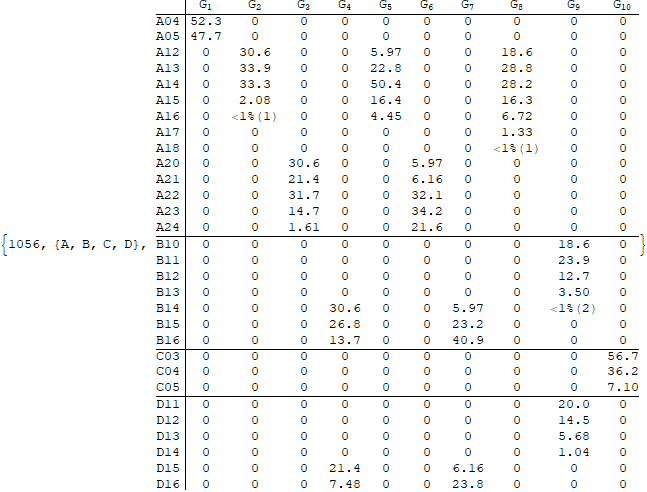 G1 G2 G3 G4 G5 G6 G7 G8 G9 G10
A04 52.3 0 0 0 0 0 0 0 0 0
A05 47.7 0 0 0 0 0 0 0 0 0
A12 0 30.6 0 0 5.97 0 0 18.6 0 0
A13 0 33.9 0 0 22.8 0 0 28.8 0 0
A14 0 33.3 0 0 50.4 0 0 28.2 0 0
A15 0 2.08 0 0 16.4 0 0 16.3 0 0
A16 0 <1%(1) 0 0 4.45 0 0 6.72 0 0
A17 0 0 0 0 0 0 0 1.33 0 0
A18 0 0 0 0 0 0 0 <1%(1) 0 0
A20 0 0 30.6 0 0 5.97 0 0 0 0
A21 0 0 21.4 0 0 6.16 0 0 0 0
A22 0 0 31.7 0 0 32.1 0 0 0 0
A23 0 0 14.7 0 0 34.2 0 0 0 0
A24 0 0 1.61 0 0 21.6 0 0 0 0
{1056, {A, B, C, D}, B10 0 0 0 0 0 0 0 0 18.6 0 }
B11 0 0 0 0 0 0 0 0 23.9 0
B12 0 0 0 0 0 0 0 0 12.7 0
B13 0 0 0 0 0 0 0 0 3.50 0
B14 0 0 0 30.6 0 0 5.97 0 <1%(2) 0
B15 0 0 0 26.8 0 0 23.2 0 0 0
B16 0 0 0 13.7 0 0 40.9 0 0 0
C03 0 0 0 0 0 0 0 0 0 56.7
C04 0 0 0 0 0 0 0 0 0 36.2
C05 0 0 0 0 0 0 0 0 0 7.10
D11 0 0 0 0 0 0 0 0 20.0 0
D12 0 0 0 0 0 0 0 0 14.5 0
D13 0 0 0 0 0 0 0 0 5.68 0
D14 0 0 0 0 0 0 0 0 1.04 0
D15 0 0 0 21.4 0 0 6.16 0 0 0
D16 0 0 0 7.48 0 0 23.8 0 0 0